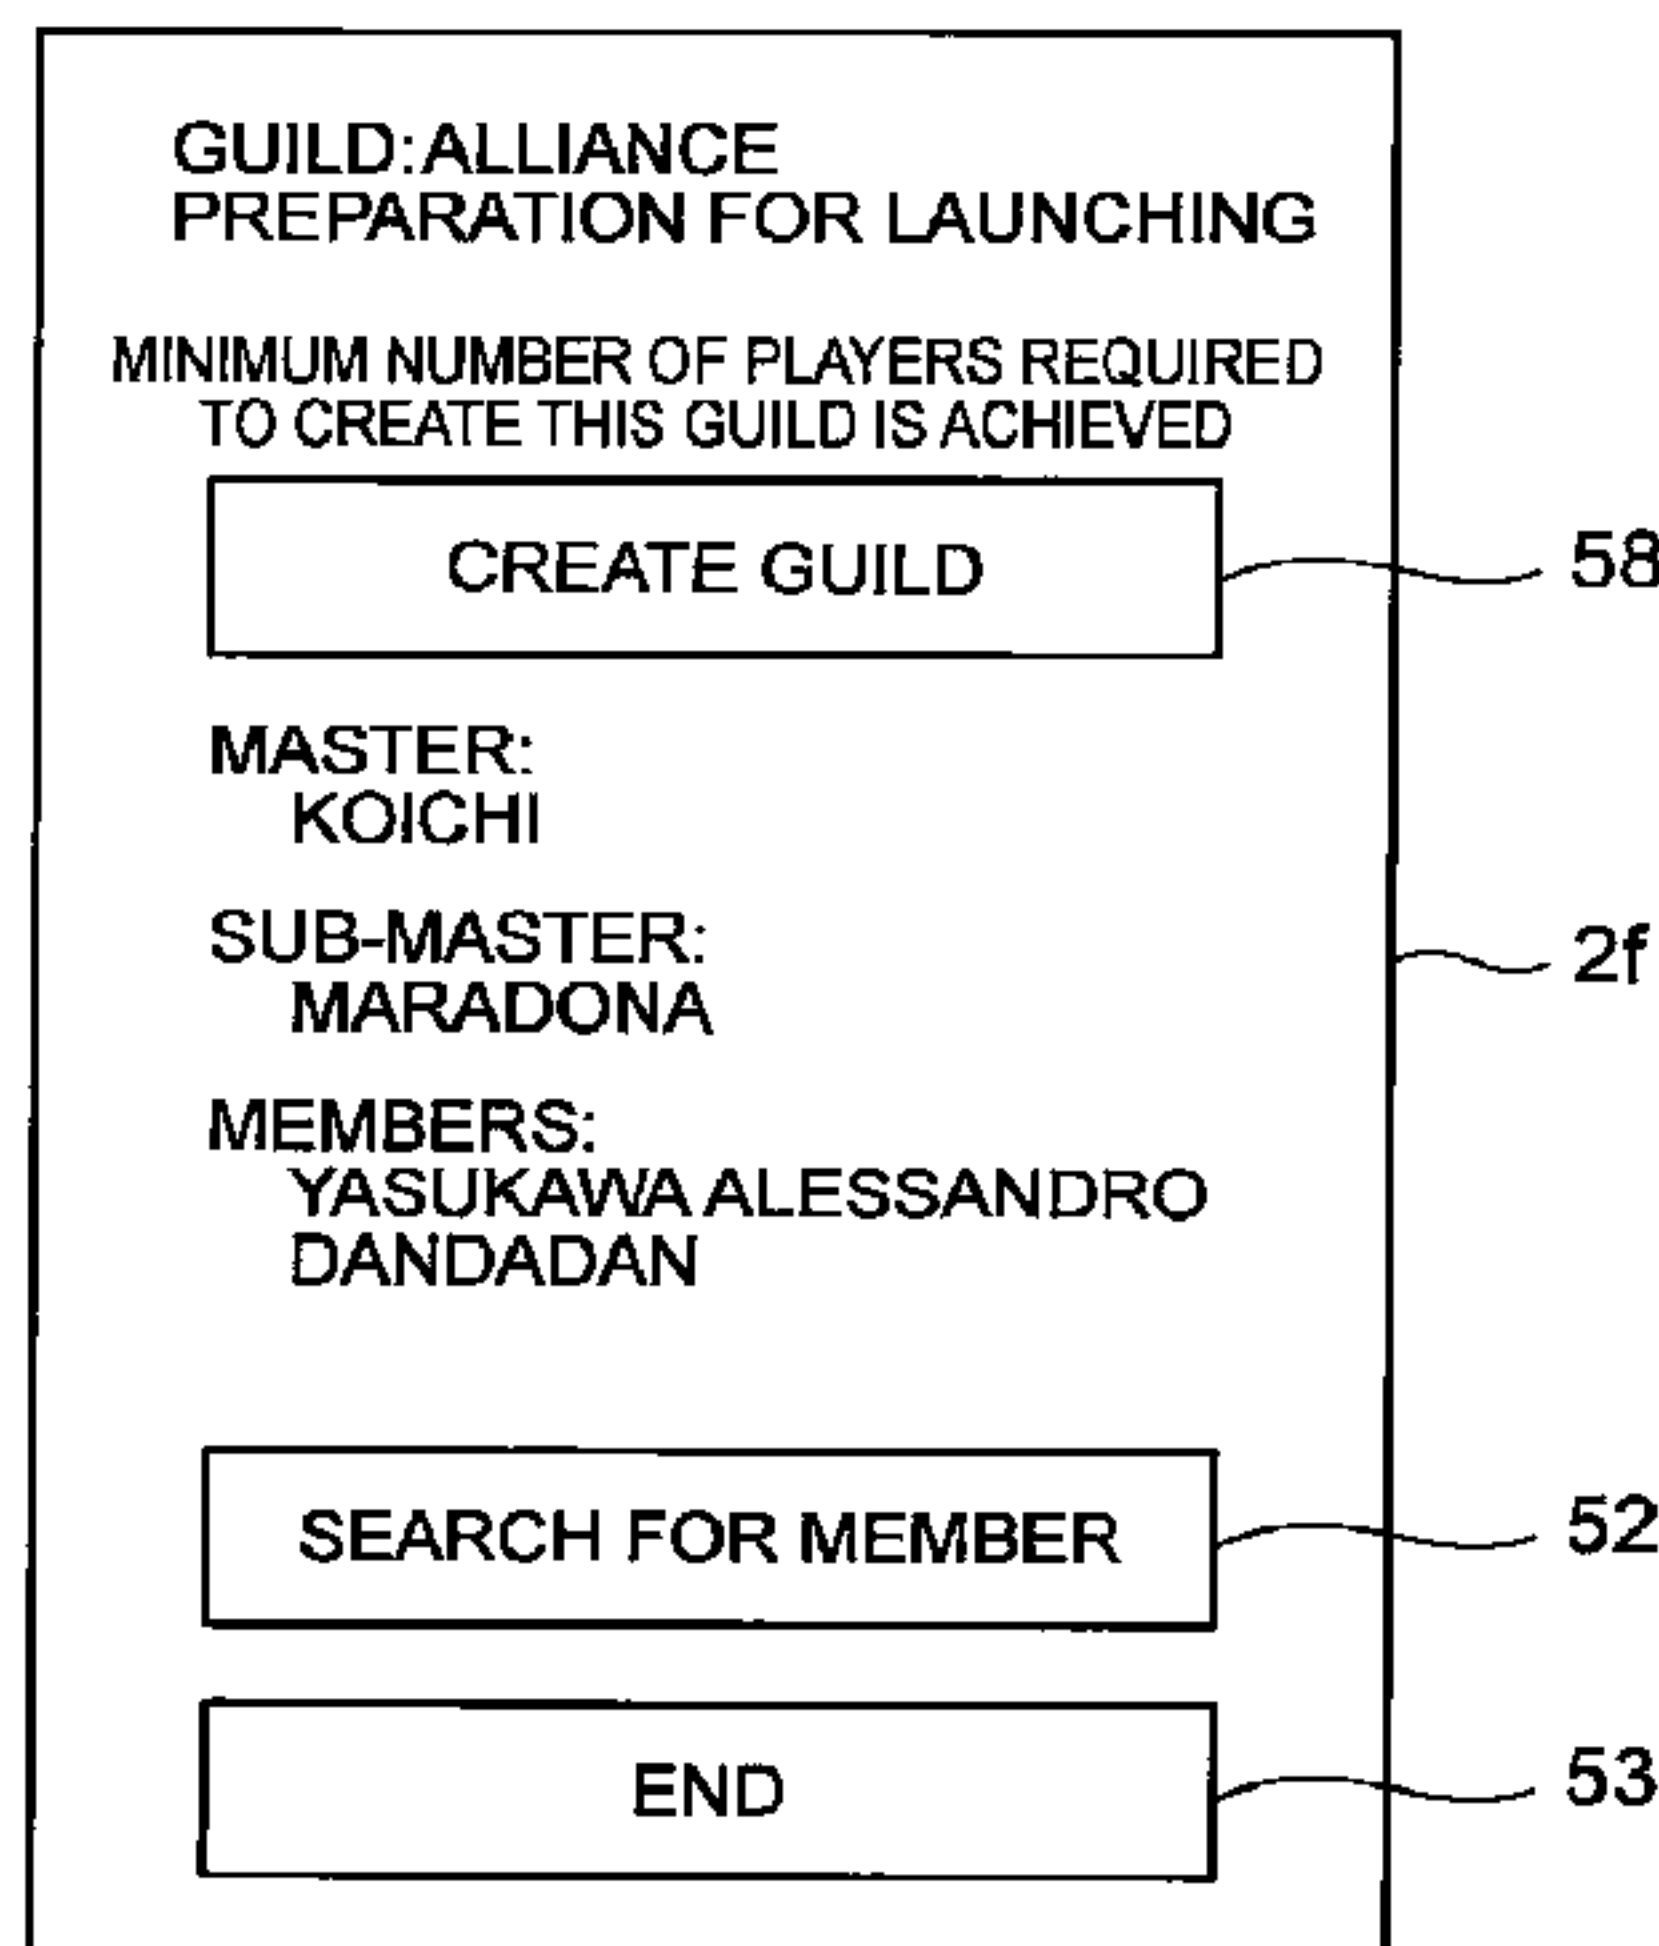 GUILD:ALLIANCE
PREPARATION FOR LAUNCHING
MINIMUM NUMBER OF PLAYERS REQUIRED
TO CREATE THIS GUILD IS ACHIEVED
CREATE GUILD
58
MASTER:
KOICHI
SUB-MASTER:
MARADONA
2f
MEMBERS:
YASUKAWA ALESSANDRO
DANDADAN
SEARCH FOR MEMBER
52
END
53